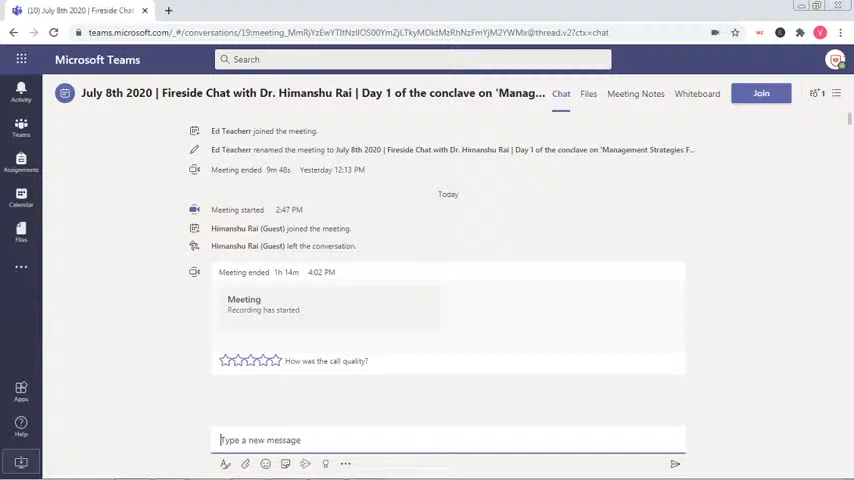 (10) July 8th 2020 | Fireside Chat
teams.microsoft.com/_#/conversations/19:meeting_MmRjYzEwYTItNzllOS00YmZjLTkyMDktMzRhNzFmYjM2YWMx@thread.v2?ctx=chat
Microsoft Teams
Search
July 8th 2020 | Fireside Chat with Dr. Himanshu Rai | Day 1 of the conclave on 'Manag...
Chat
Files
Meeting Notes
Whiteboard
Join
1
Activity
Teams
Assignments
Calendar
Files
Apps
Help
Ed Teacherr joined the meeting.
Ed Teacherr renamed the meeting to July 8th 2020 | Fireside Chat with Dr. Himanshu Rai | Day 1 of the conclave on 'Management Strategies F...
Meeting ended 9m 48s Yesterday 12:13 PM
Today
Meeting started 2:47 PM
Himanshu Rai (Guest) joined the meeting.
Himanshu Rai (Guest) left the conversation.
Meeting ended 1h 14m 4:02 PM
Meeting
Recording has started
How was the call quality?
Type a new message